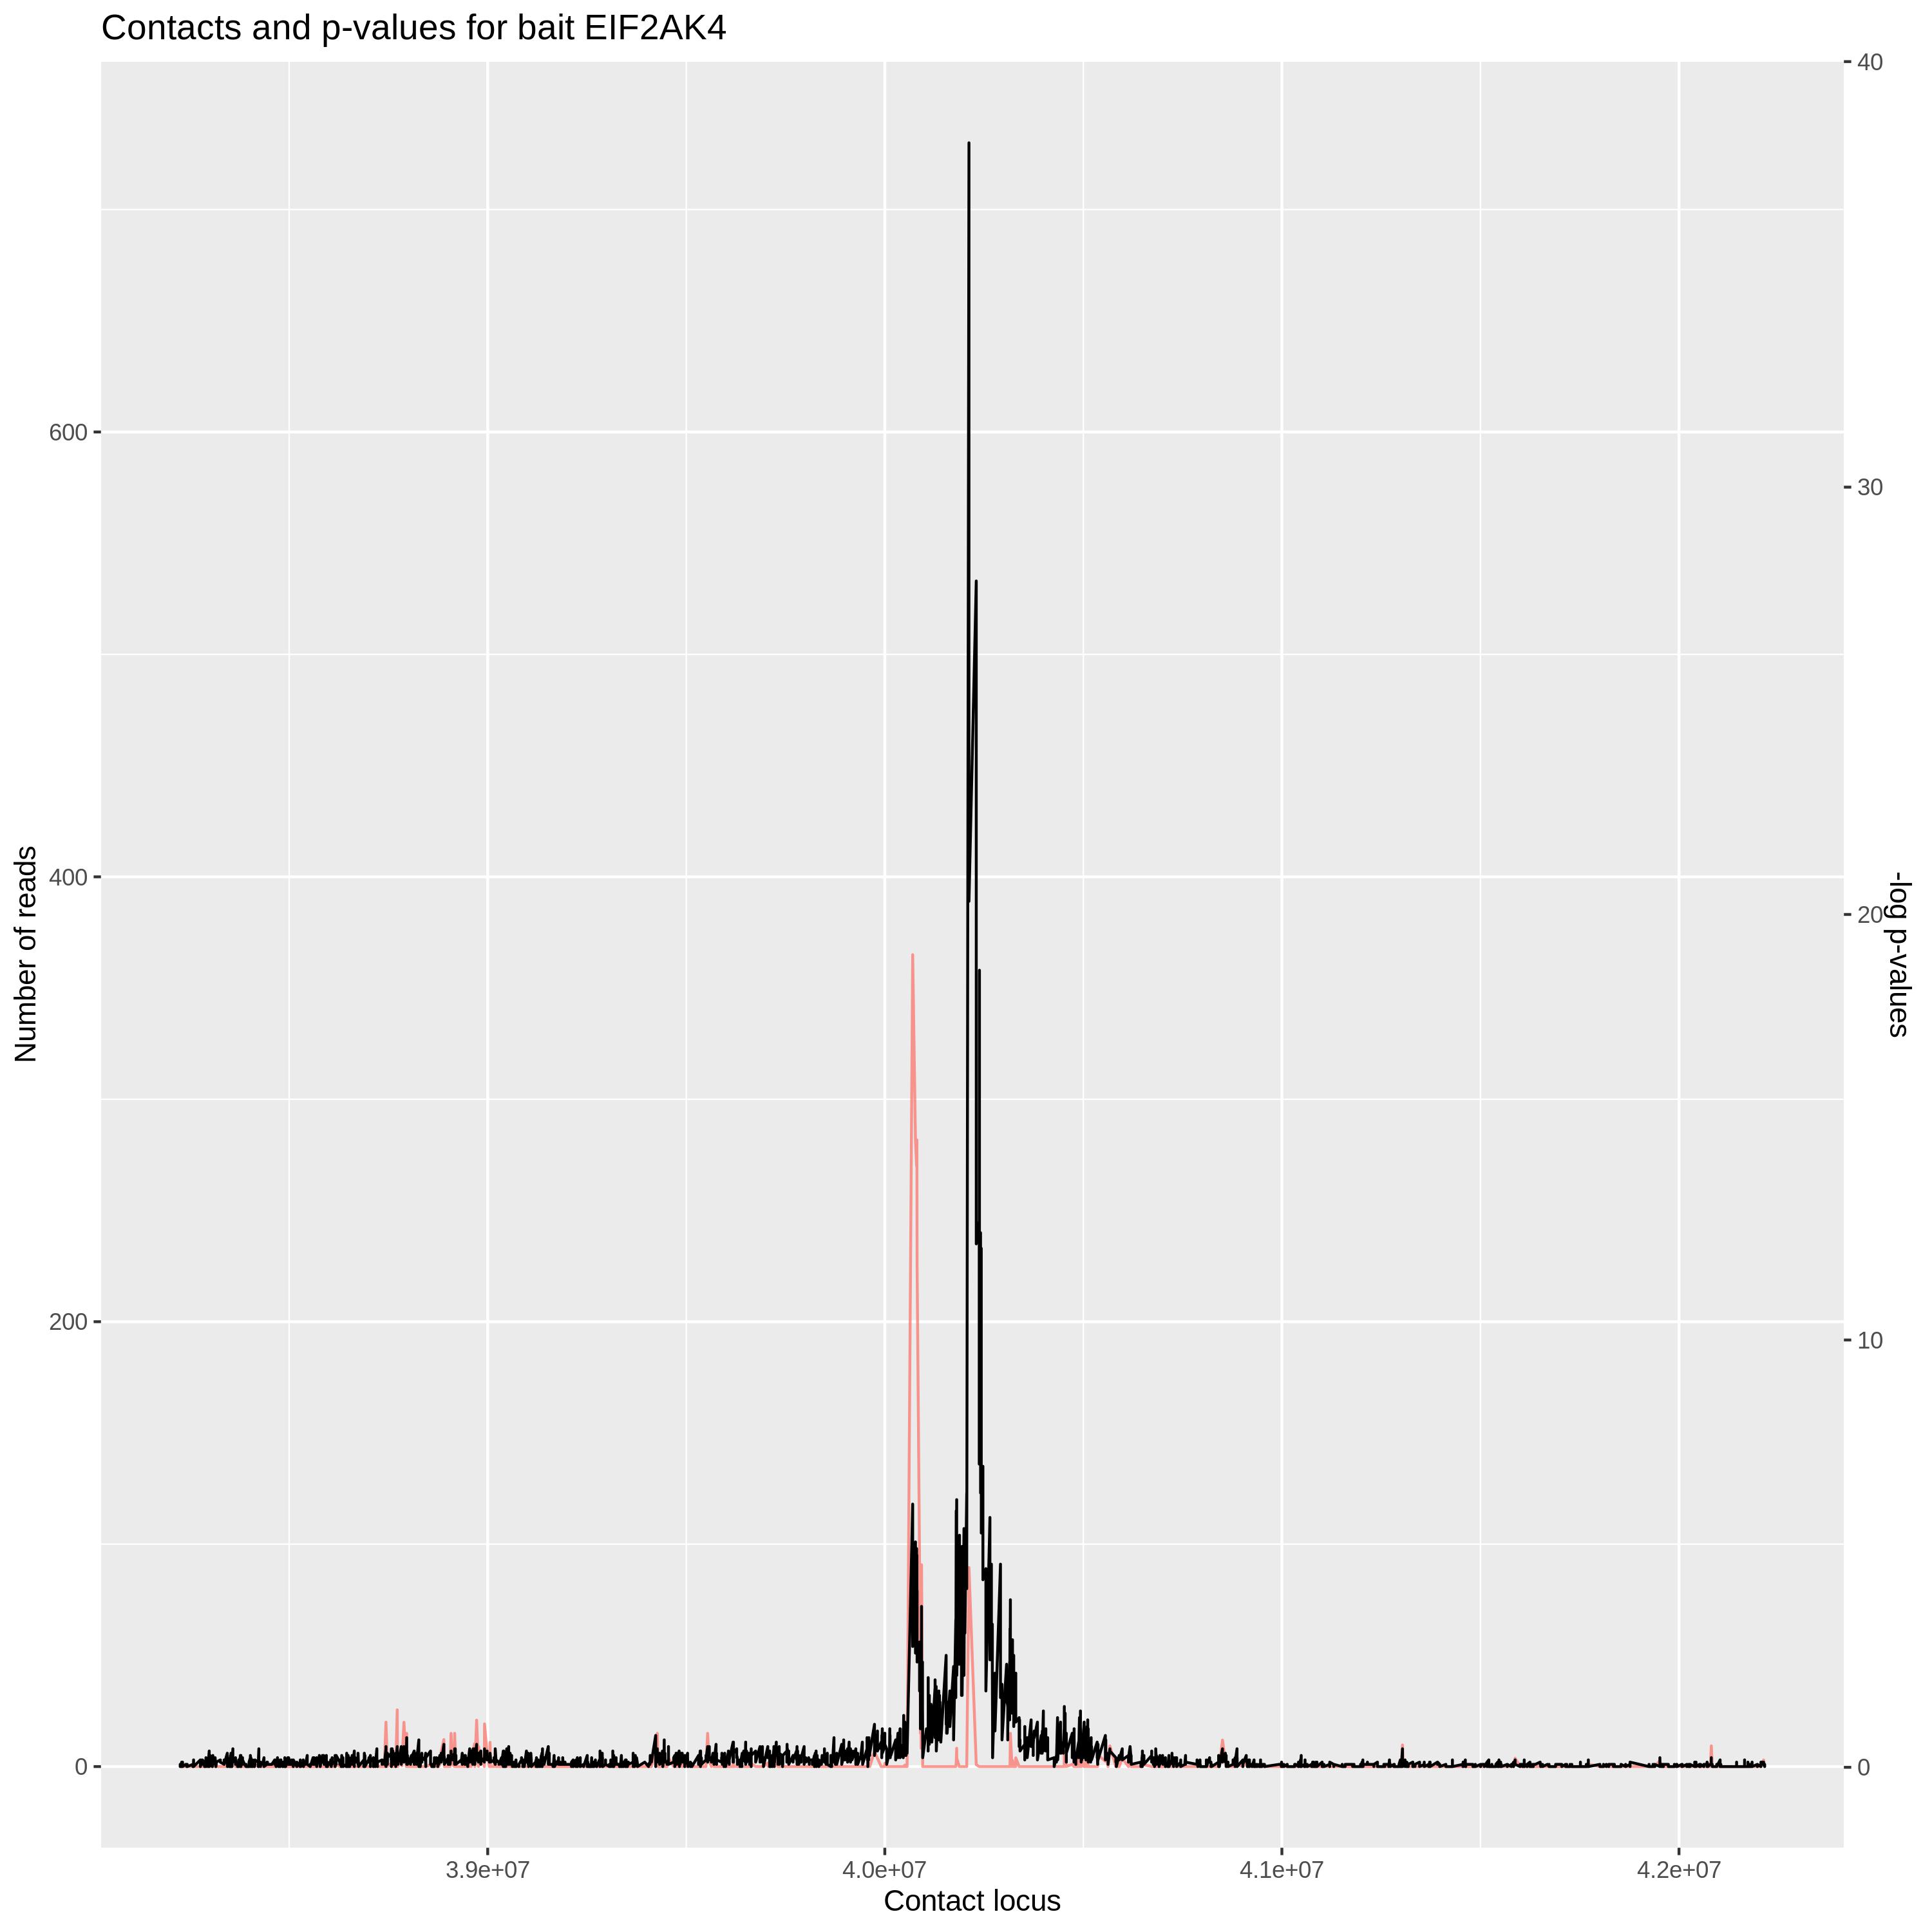 Contacts and p-values for bait EIF2AK4
40
600
30
400
20
Number of reads
-log p-values
200
10
0
0
3.9e+07
4.0e+07
4.1e+07
4.2e+07
Contact locus